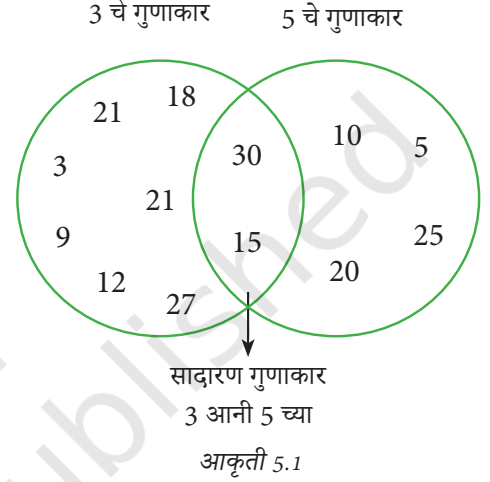 3 चे गुणाकार 5 चे गुणाकार
21 18
3 21 9 12 27
30 15
10 5 25 20
सादारण गुणाकार
3 आनी 5 च्या
आकृती 5.1